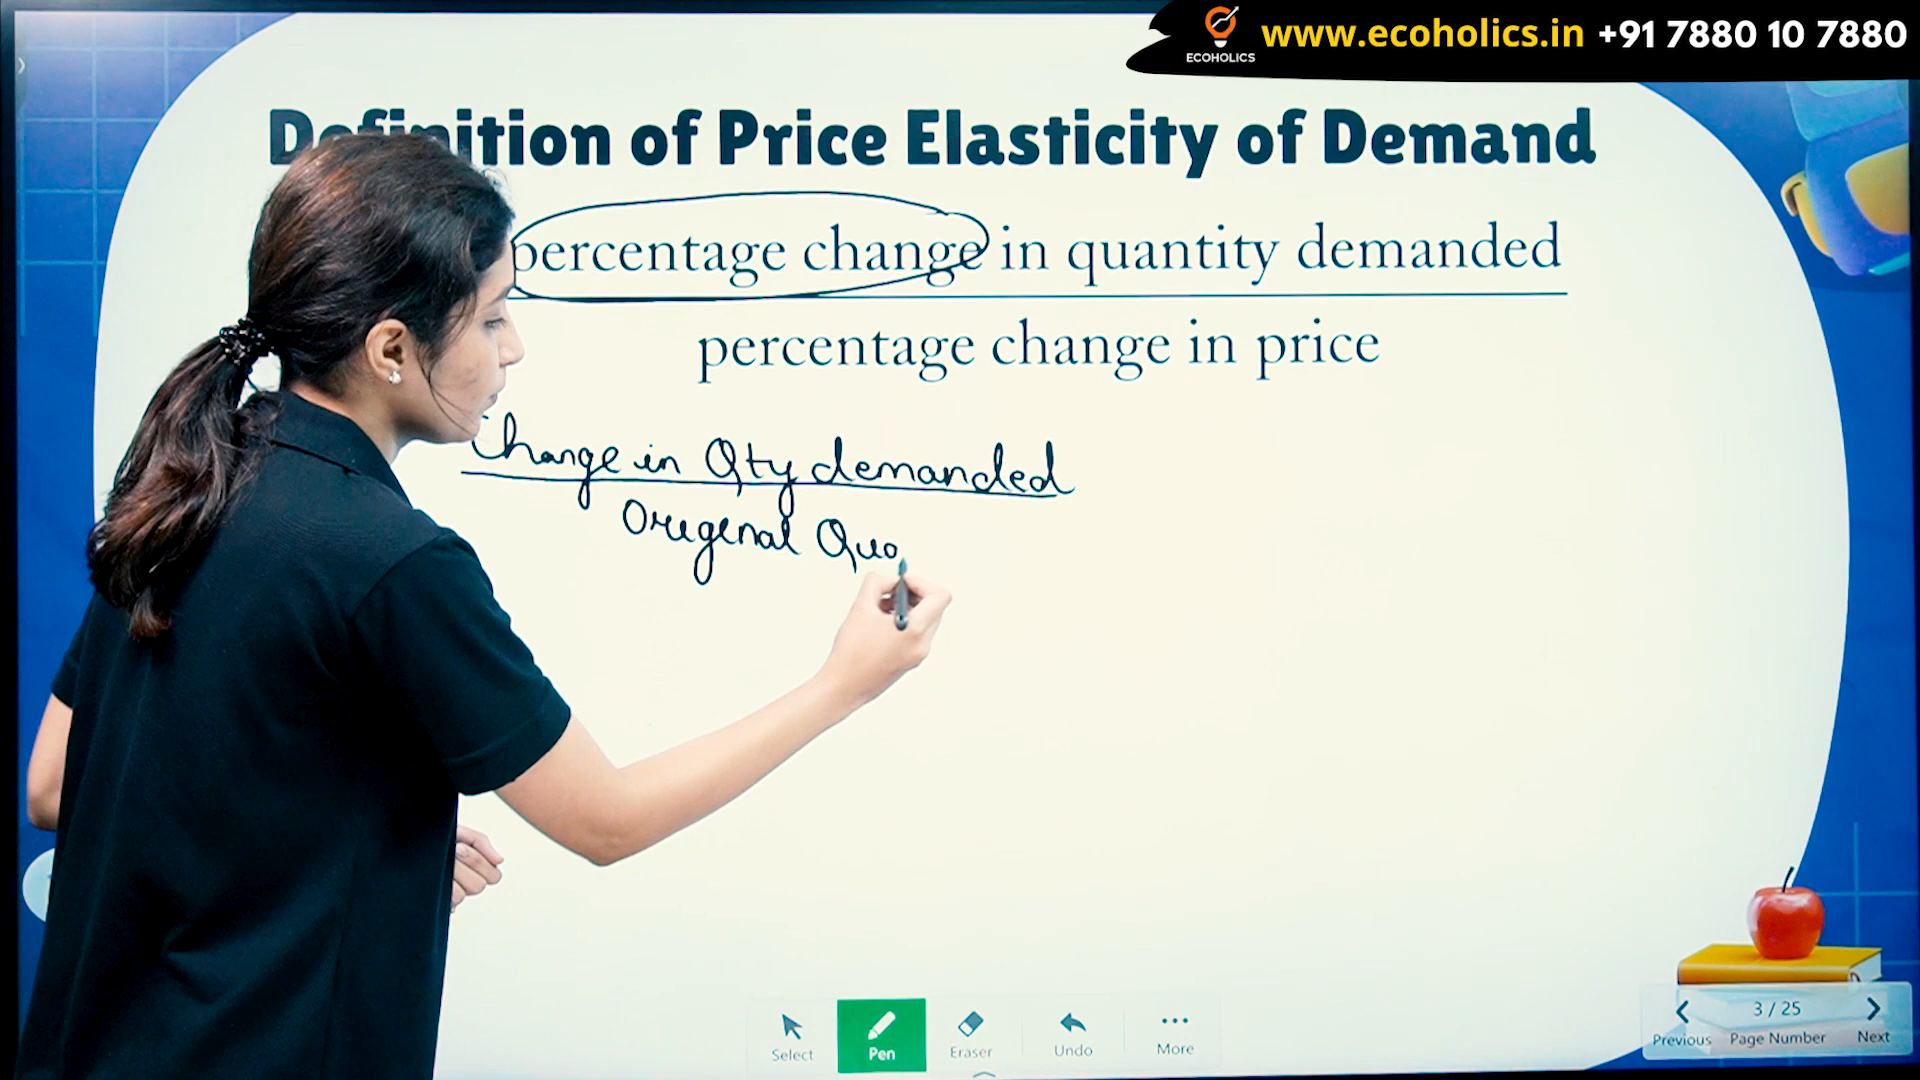 ECOHOLICS
www.ecoholics.in +91 7880 10 7880
Definition of Price Elasticity of Demand
percentage change in quantity demanded
percentage change in price
Change in Qty demanded
Original Qua
Select
Pen
Eraser
Undo
More
3 / 25
Previous
Page Number
Next